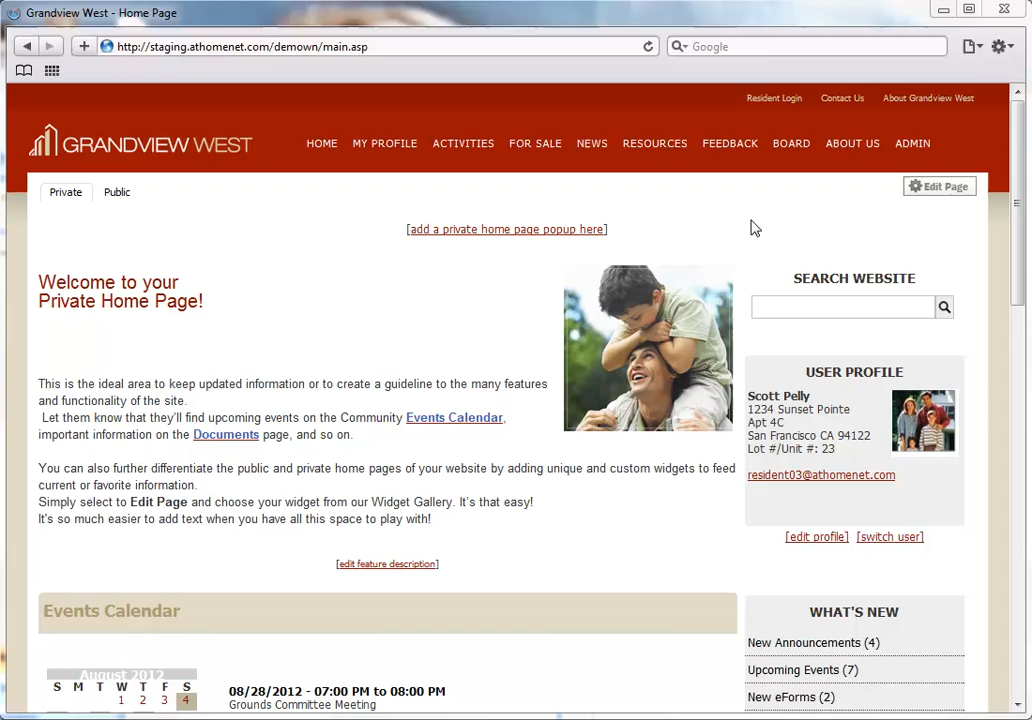 Grandview West - Home Page
http://staging.athomenet.com/demown/main.asp
Google
Resident Login
Contact Us
About Grandview West
GRANDVIEW WEST
HOME
MY PROFILE
ACTIVITIES
FOR SALE
NEWS
RESOURCES
FEEDBACK
BOARD
ABOUT US
ADMIN
Private
Public
Edit Page
[add a private home page popup here]
Welcome to your
Private Home Page!
This is the ideal area to keep updated information or to create a guideline to the many features
and functionality of the site.
Let them know that they'll find upcoming events on the Community Events Calendar,
important information on the Documents page, and so on.
You can also further differentiate the public and private home pages of your website by adding unique and custom widgets to feed
current or favorite information.
Simply select to Edit Page and choose your widget from our Widget Gallery. It's that easy!
It's so much easier to add text when you have all this space to play with!
[edit feature description]
SEARCH WEBSITE
USER PROFILE
Scott Pelly
1234 Sunset Pointe
Apt 4C
San Francisco CA 94122
Lot #/Unit #: 23
resident03@athomenet.com
[edit profile] [switch user]
Events Calendar
August 2012
S M T W T F S
1 2 3 4
08/28/2012 - 07:00 PM to 08:00 PM
Grounds Committee Meeting
WHAT'S NEW
New Announcements (4)
Upcoming Events (7)
New eForms (2)